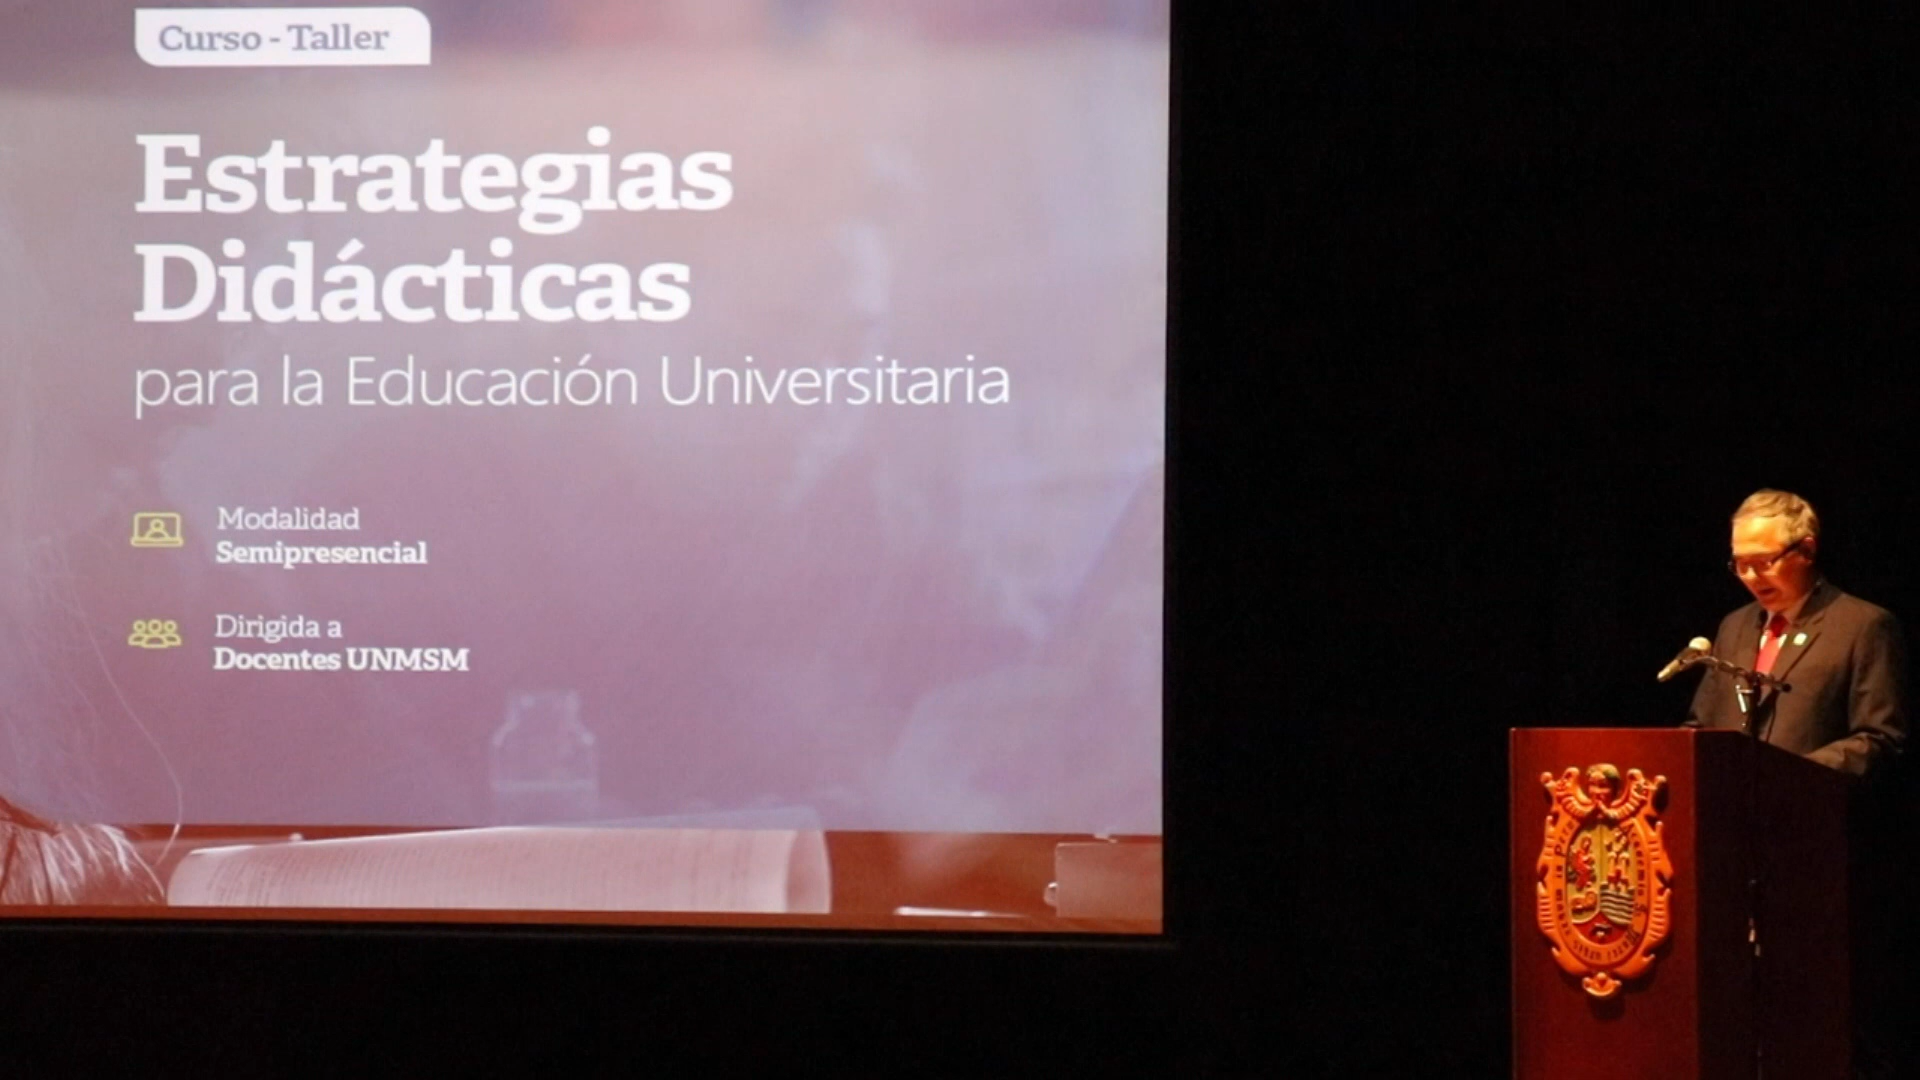 Curso - Taller
Estrategias
Didácticas
para la Educación Universitaria
Modalidad
Semipresencial
Dirigida a
Docentes UNMSM